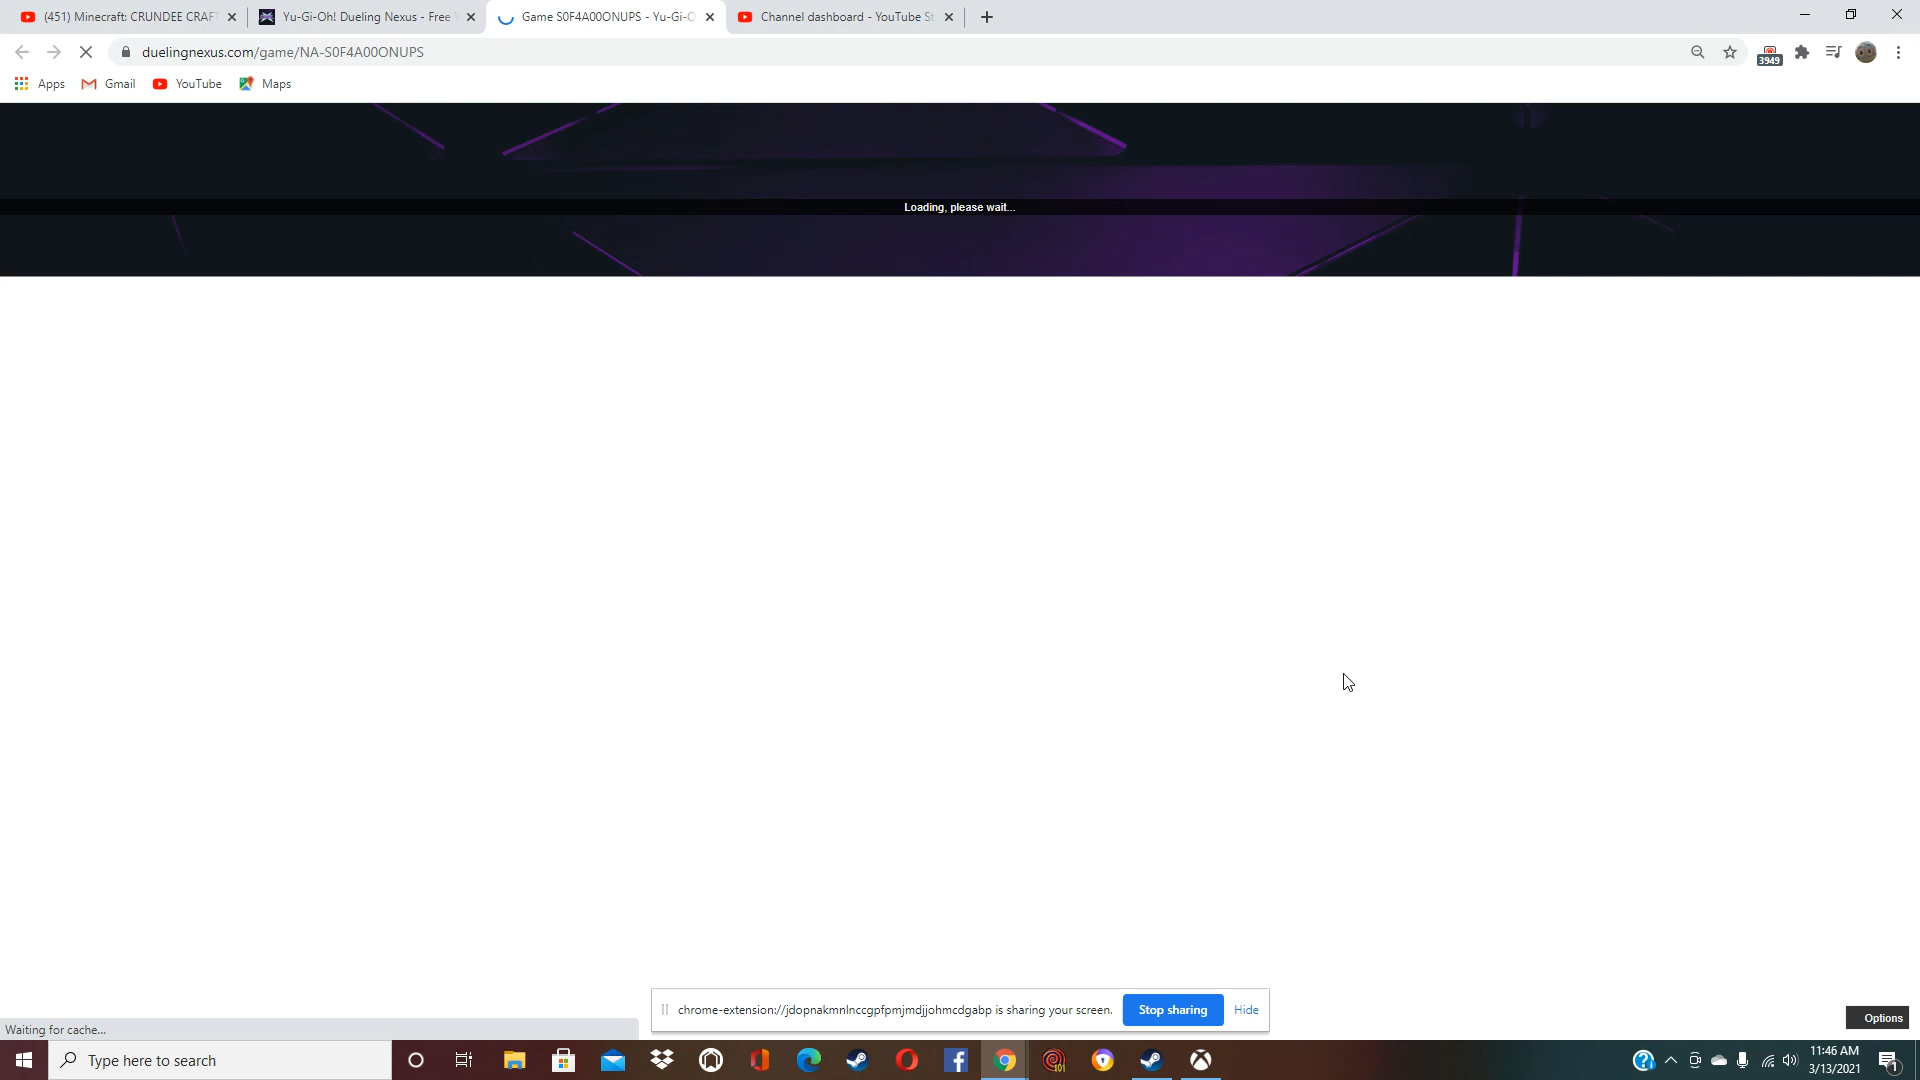 (451) Minecraft: CRUNDEE CRAF
Yu-Gi-Oh! Dueling Nexus - Free
Game S0F4A00ONUPS - Yu-Gi-O
Channel dashboard - YouTube St
duelingnexus.com/game/NA-S0F4A00ONUPS
3949
Apps
Gmail
YouTube
Maps
Loading, please wait...
chrome-extension://jdopnakmnlnccgpfpmjmdjjohmcdgabp is sharing your screen.
Stop sharing
Hide
Options
Waiting for cache...
Type here to search
101
11:46 AM
3/13/2021
1